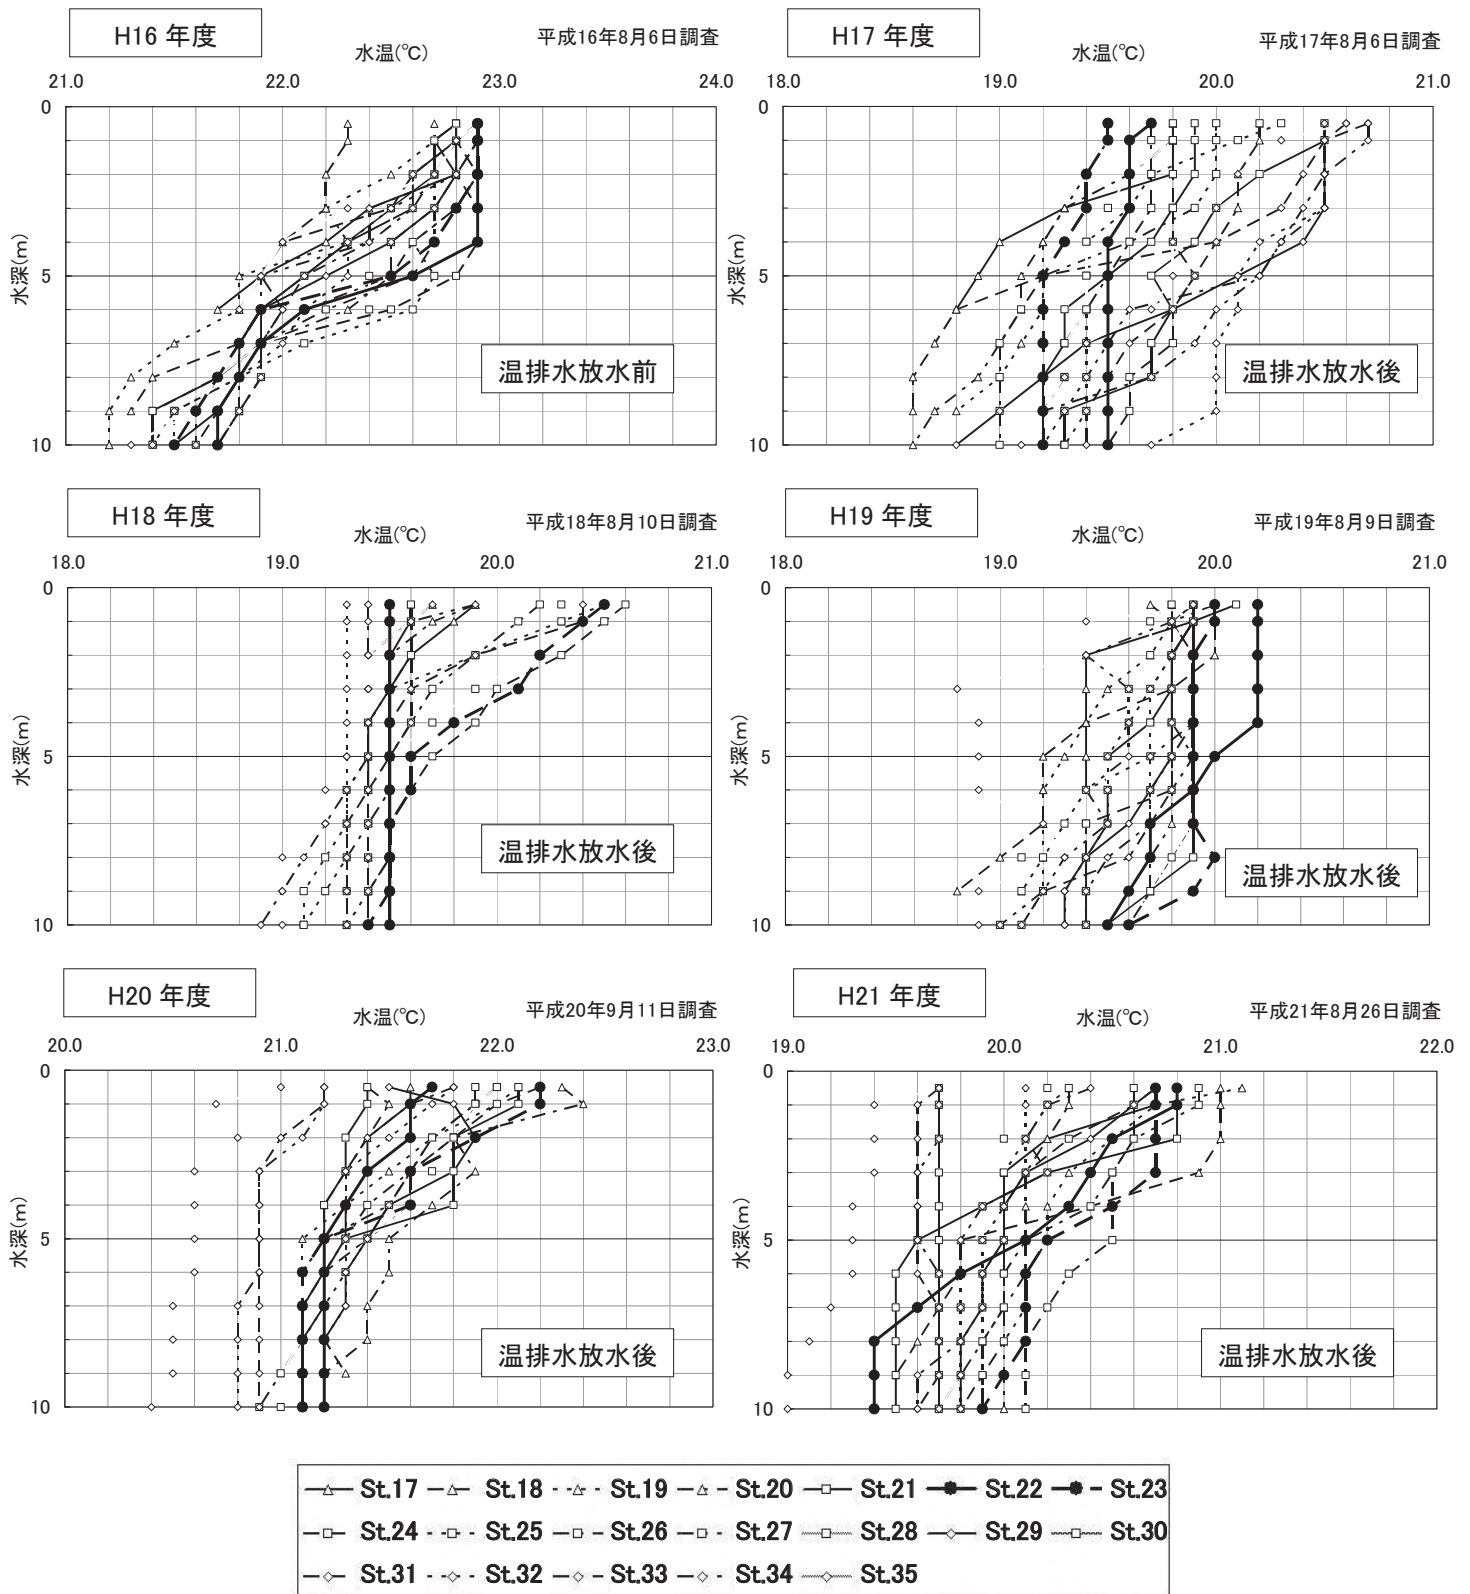 H16 年度
平成16年8月6日調査
水温(℃)
21.0 22.0 23.0 24.0
0
5
10
水深(m)
温排水放水前
H17 年度
平成17年8月6日調査
水温(℃)
18.0 19.0 20.0 21.0
0
5
10
水深(m)
温排水放水後
H18 年度
平成18年8月10日調査
水温(℃)
18.0 19.0 20.0 21.0
0
5
10
水深(m)
温排水放水後
H19 年度
平成19年8月9日調査
水温(℃)
18.0 19.0 20.0 21.0
0
5
10
水深(m)
温排水放水後
H20 年度
平成20年9月11日調査
水温(℃)
20.0 21.0 22.0 23.0
0
5
10
水深(m)
温排水放水後
H21 年度
平成21年8月26日調査
水温(℃)
19.0 20.0 21.0 22.0
0
5
10
水深(m)
温排水放水後
St.17 St.18 St.19 St.20 St.21 St.22 St.23
St.24 St.25 St.26 St.27 St.28 St.29 St.30
St.31 St.32 St.33 St.34 St.35